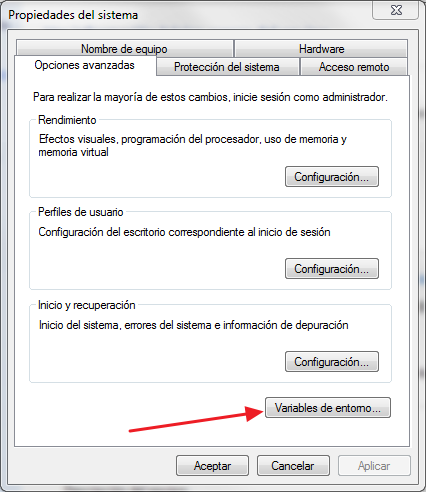 Propiedades del sistema
Nombre de equipo
Hardware
Opciones avanzadas
Protección del sistema
Acceso remoto
Para realizar la mayoría de estos cambios, inicie sesión como administrador.
Rendimiento
Efectos visuales, programación del procesador, uso de memoria y
memoria virtual
Configuración...
Perfiles de usuario
Configuración del escritorio correspondiente al inicio de sesión
Configuración...
Inicio y recuperación
Inicio del sistema, errores del sistema e información de depuración
Configuración...
Variables de entorno...
Aceptar
Cancelar
Aplicar